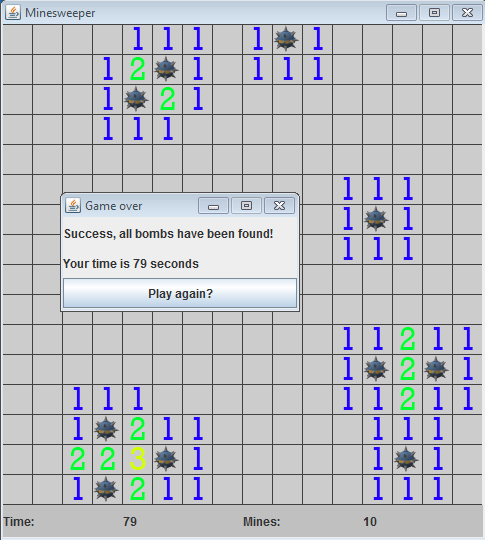 Minesweeper
1 1 1 1 1
1 2 1 1 1 1
1 2 1
1 1 1
1 1 1
Game over
1 1
Success, all bombs have been found!
1 1 1
Your time is 79 seconds
Play again?
1 1 2 1 1
1 2 1
1 1 1 1 1 2 1 1
1 2 1 1 1 1 1
2 2 3 1 1 1
1 2 1 1 1 1 1
Time: 79 Mines: 10